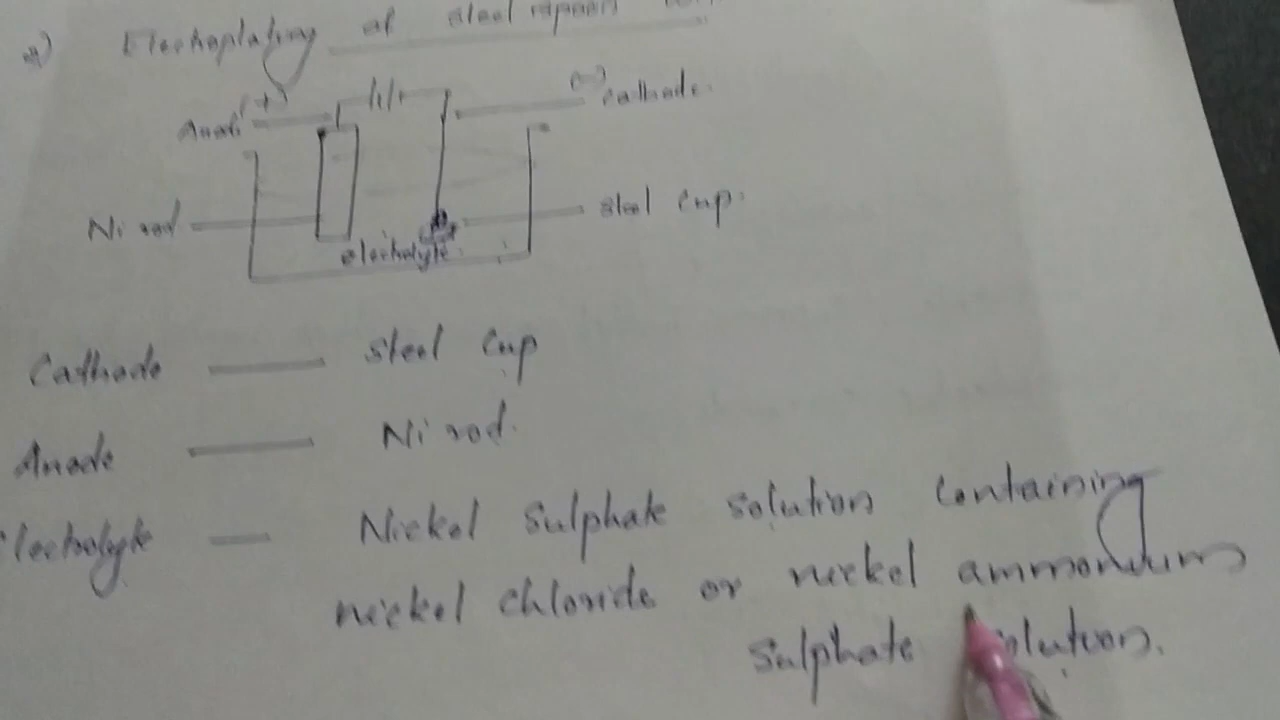 Electroplating of steel
Anode (+)
(-) cathode.
Ni rod
steel cup.
electrolyte.
Cathode — steel cup
Anode — Ni rod.
Electrolyte — Nickel sulphate solution containing
nickel chloride or nickel ammonium
sulphate solution.